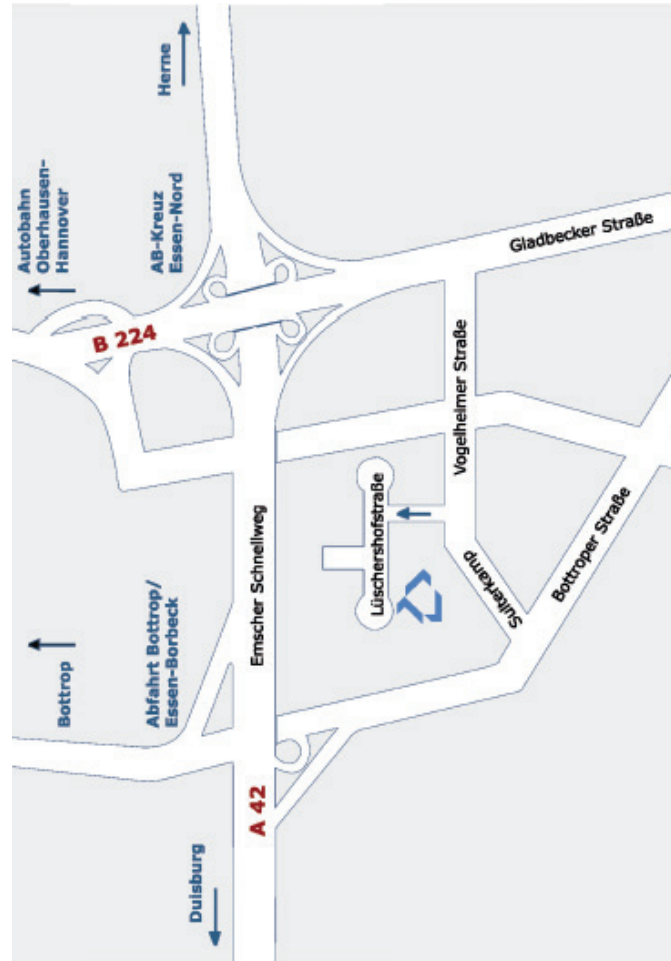 Herne
Autobahn
Oberhausen-
Hannover
AB-Kreuz
Essen-Nord
B 224
Gladbecker Straße
Vogelheimer Straße
Lüschershofstraße
Emscher Schnellweg
Sulterkamp
Bottroper Straße
Bottrop
Abfahrt Bottrop/
Essen-Borbeck
A 42
Duisburg